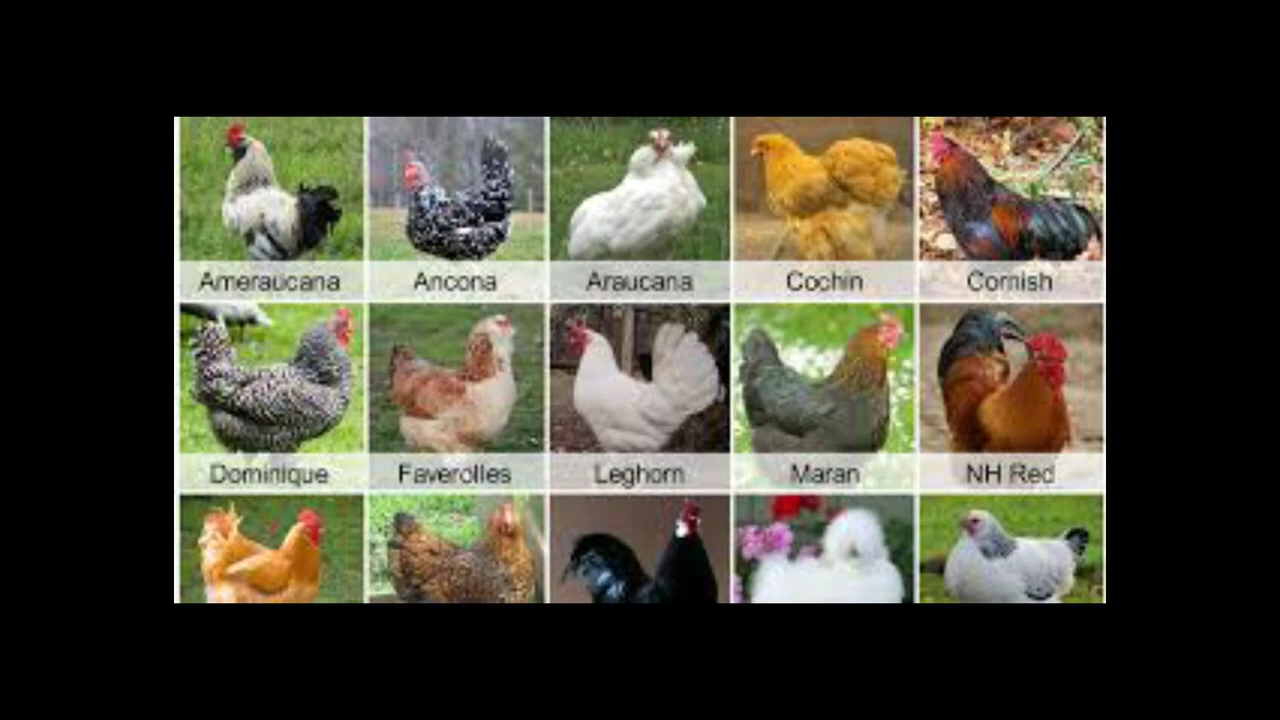 Ameraucana
Ancona
Araucana
Cochin
Cornish
Dominique
Faverolles
Leghorn
Maran
NH Red